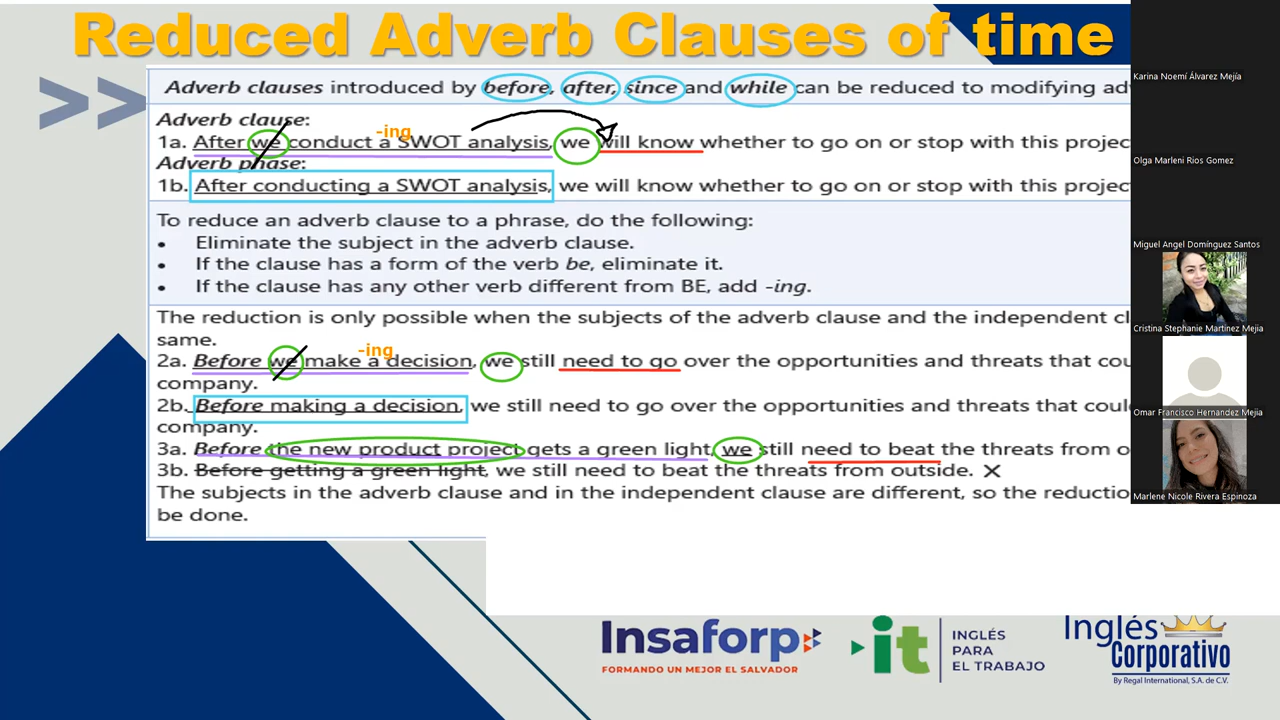 Reduced Adverb Clauses of time
>>
Adverb clauses introduced by before, after, since and while can be reduced to modifying
Adverb clause:
-ing
1a. After we conduct a SWOT analysis, we will know whether to go on or stop with this projec
Adverb phase:
1b. After conducting a SWOT analysis, we will know whether to go on or stop with this projec
To reduce an adverb clause to a phrase, do the following:
• Eliminate the subject in the adverb clause.
• If the clause has a form of the verb be, eliminate it.
• If the clause has any other verb different from BE, add -ing.
The reduction is only possible when the subjects of the adverb clause and the independent cl
same.
-ing
2a. Before we make a decision, we still need to go over the opportunities and threats that cou
company.
2b. Before making a decision, we still need to go over the opportunities and threats that coul
company.
3a. Before the new product project gets a green light, we still need to beat the threats from o
3b. Before getting a green light, we still need to beat the threats from outside. X
The subjects in the adverb clause and in the independent clause are different, so the reductio
be done.
Karina Noemí Álvarez Mejía
Olga Marleni Rios Gomez
Miguel Angel Domínguez Santos
Cristina Stephanie Martinez Mejia
Omar Francisco Hernandez Mejia
Marlene Nicole Rivera Espinoza
Insaforp
FORMANDO UN MEJOR EL SALVADOR
it
INGLÉS
PARA
EL TRABAJO
Inglés
Corporativo
By Regal International, S.A. de C.V.